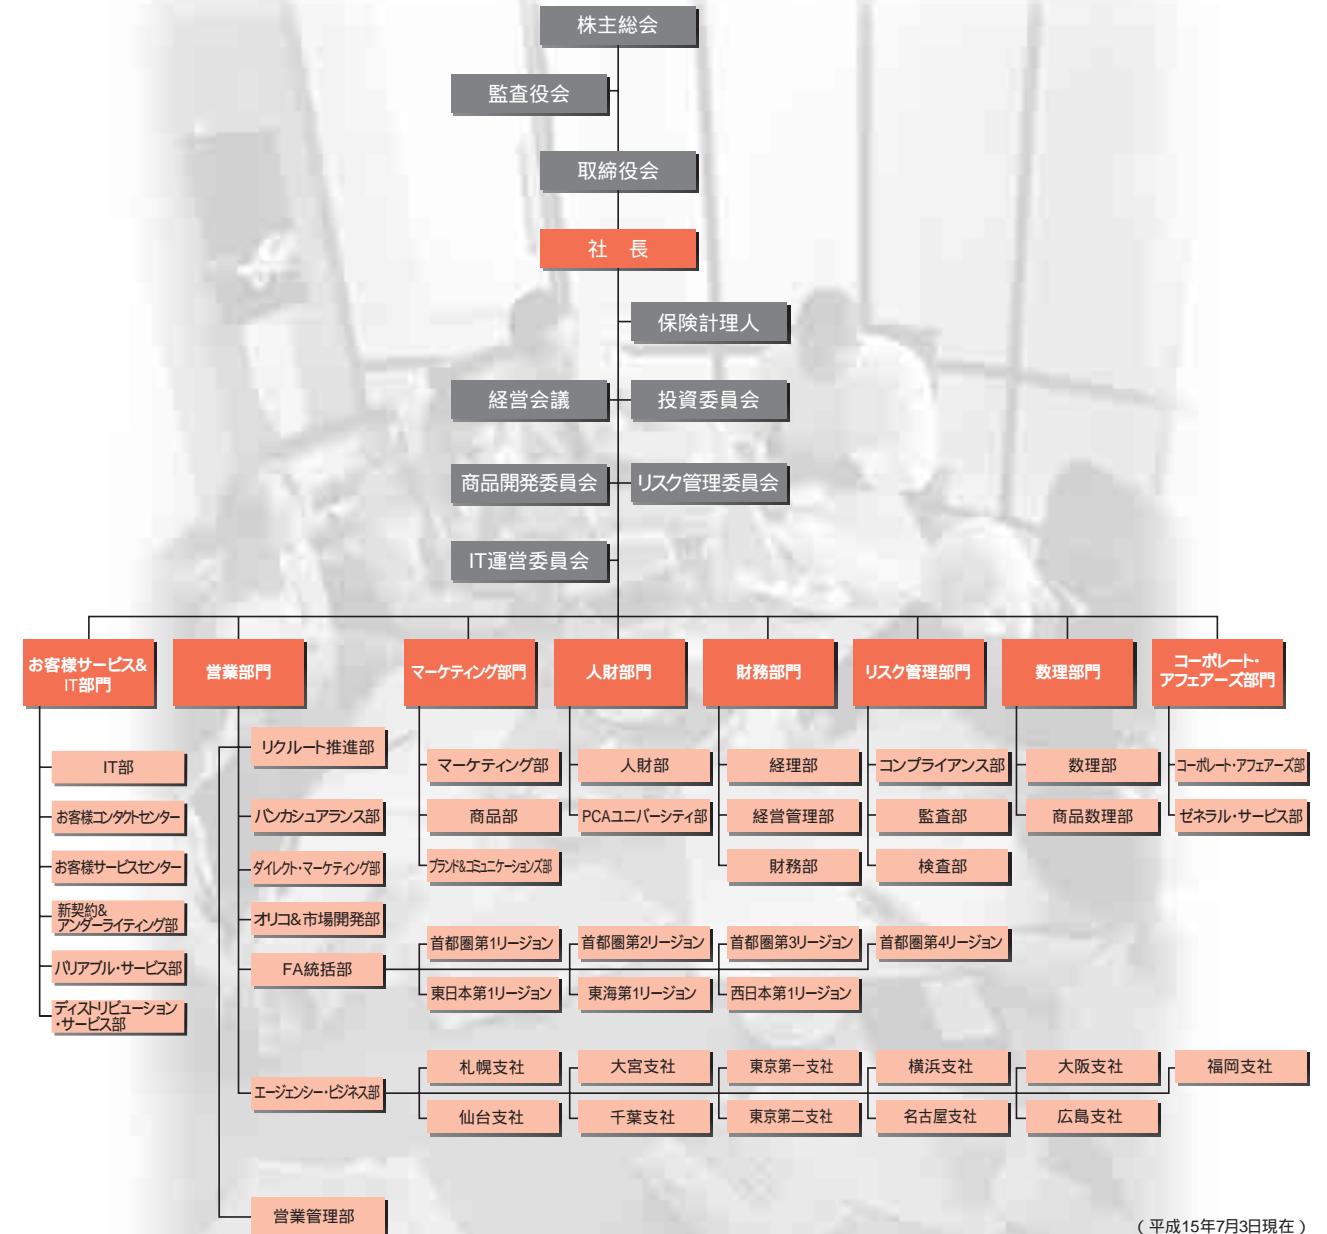 株主総会
監査役会
取締役会
社　長
保険計理人
経営会議
投資委員会
商品開発委員会
リスク管理委員会
IT運営委員会
お客様サービス&
IT部門
営業部門
マーケティング部門
人財部門
財務部門
リスク管理部門
数理部門
コーポレート・
アフェアーズ部門
IT部
お客様コンタクトセンター
お客様サービスセンター
新契約&
アンダーライティング部
バリアブル・サービス部
ディストリビューション
・サービス部
リクルート推進部
バンカシュアランス部
ダイレクト・マーケティング部
オリコ&市場開発部
FA統括部
エージェンシー・ビジネス部
営業管理部
マーケティング部
商品部
ブランド&コミュニケーションズ部
人財部
PCAユニバーシティ部
経理部
経営管理部
財務部
コンプライアンス部
監査部
検査部
数理部
商品数理部
コーポレート・アフェアーズ部
ゼネラル・サービス部
首都圏第1リージョン
首都圏第2リージョン
首都圏第3リージョン
首都圏第4リージョン
東日本第1リージョン
東海第1リージョン
西日本第1リージョン
札幌支社
大宮支社
東京第一支社
横浜支社
大阪支社
福岡支社
仙台支社
千葉支社
東京第二支社
名古屋支社
広島支社
（平成15年7月3日現在）